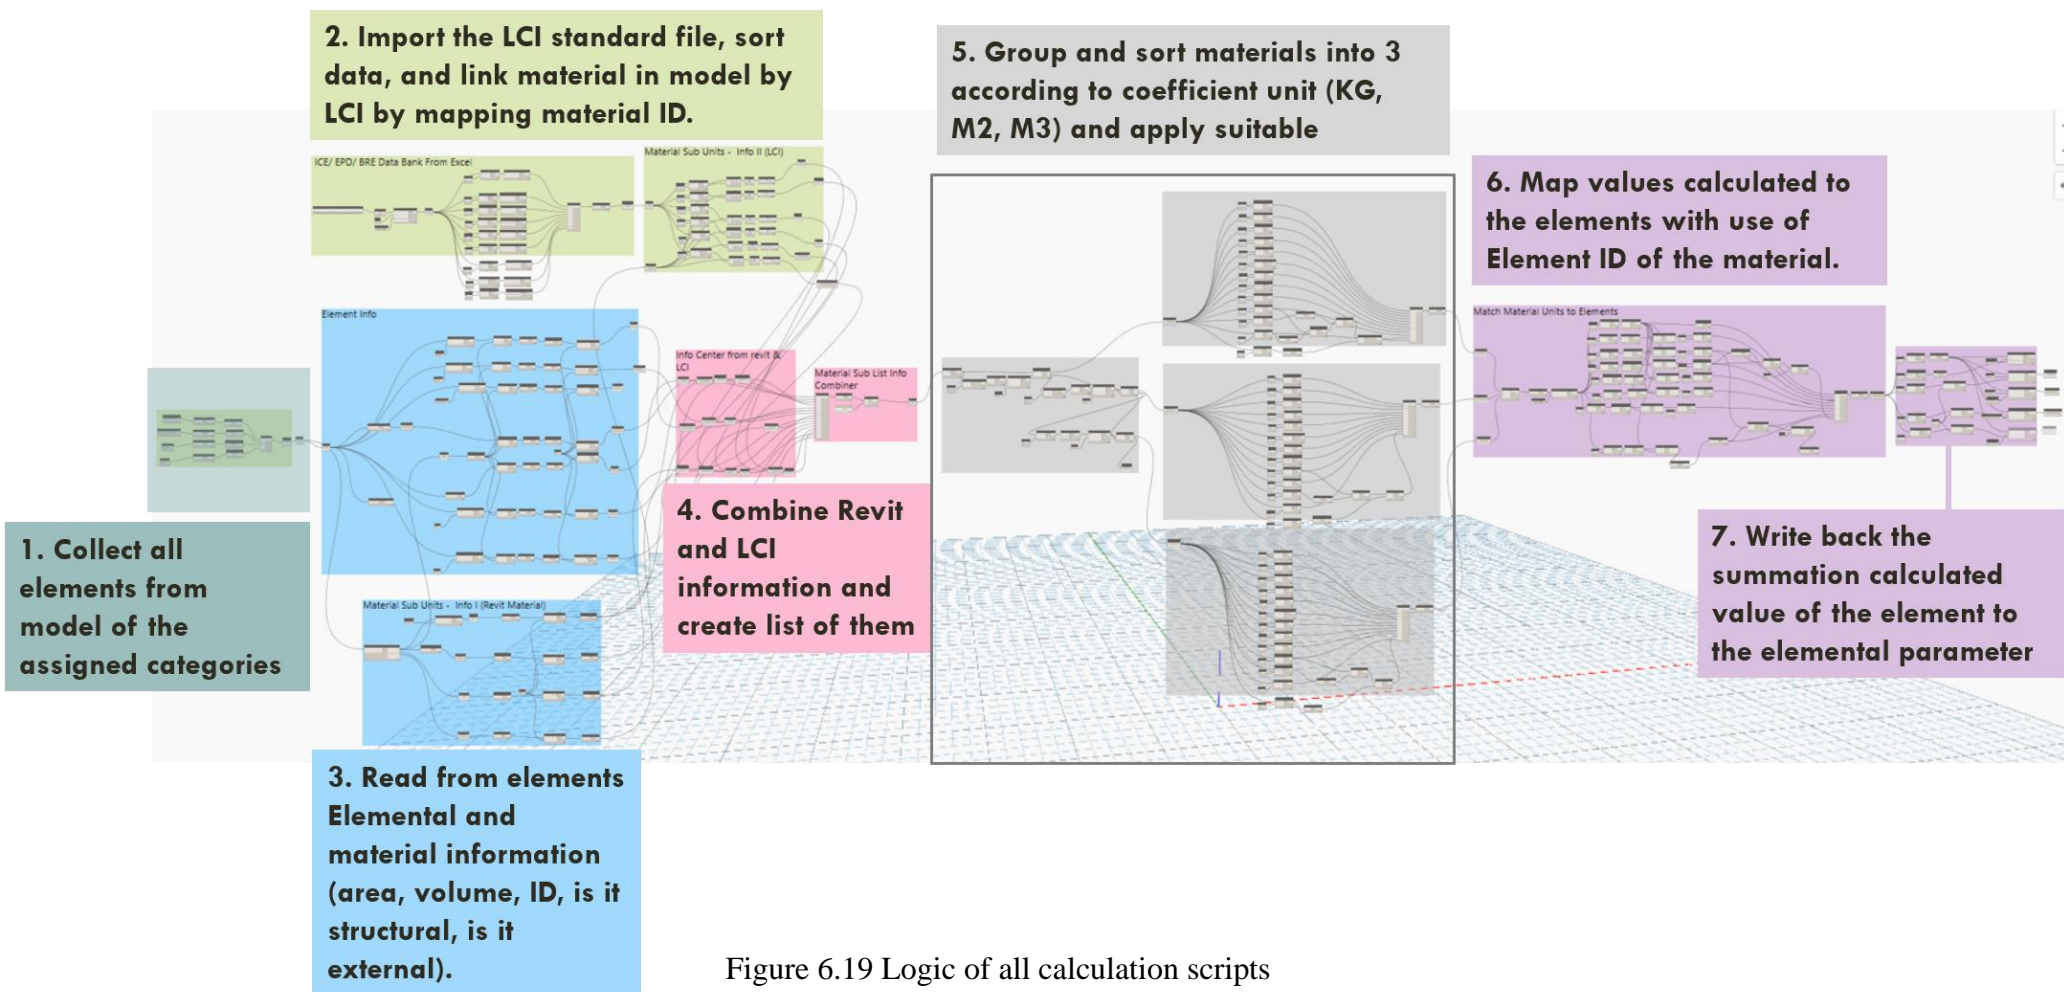 2. Import the LCI standard file, sort
data, and link material in model by
LCI by mapping material ID.
5. Group and sort materials into 3
according to coefficient unit (KG,
M2, M3) and apply suitable
ICE/ EPD/ BRE Data Bank From Excel
Material Sub Units - Info II (LCI)
6. Map values calculated to
the elements with use of
Element ID of the material.
Element Info
Match Material Units to Elements
Info Center from revit &
LCI
Material Sub List Info
Combiner
1. Collect all
elements from
model of the
assigned categories
4. Combine Revit
and LCI
information and
create list of them
7. Write back the
summation calculated
value of the element to
the elemental parameter
Material Sub Units - Info I (Revit Material)
3. Read from elements
Elemental and
material information
(area, volume, ID, is it
structural, is it
external).
Figure 6.19 Logic of all calculation scripts